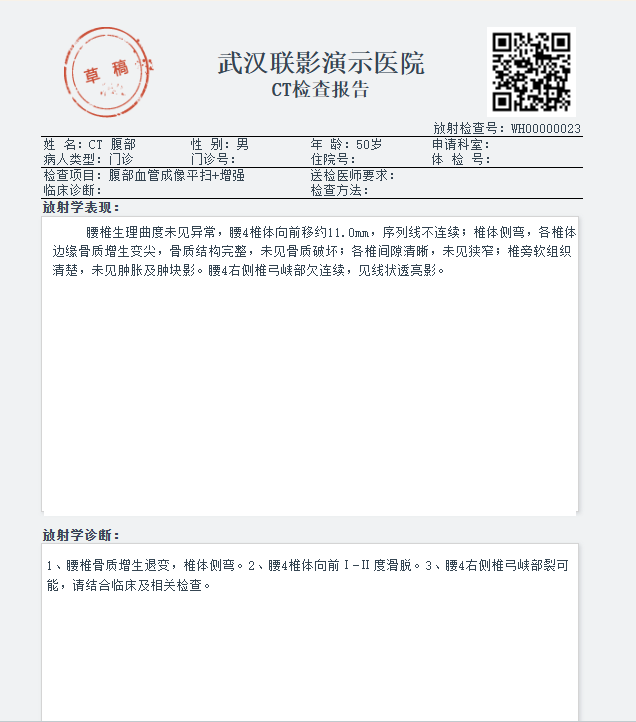 草稿
武汉联影演示医院
CT检查报告
放射检查号: WH00000023
姓 名: CT 腹部 性 别: 男 年 龄: 50岁 申请科室:
病人类型: 门诊 门诊号: 住院号: 体 检 号:
检查项目: 腹部血管成像平扫+增强 送检医师要求:
临床诊断: 检查方法:
放射学表现:
腰椎生理曲度未见异常，腰4椎体向前移约11.0mm，序列线不连续；椎体侧弯，各椎体
边缘骨质增生变尖，骨质结构完整，未见骨质破坏；各椎间隙清晰，未见狭窄；椎旁软组织
清楚，未见肿胀及肿块影。腰4右侧椎弓峡部欠连续，见线状透亮影。
放射学诊断:
1、腰椎骨质增生退变，椎体侧弯。2、腰4椎体向前Ⅰ-Ⅱ度滑脱。3、腰4右侧椎弓峡部裂可
能，请结合临床及相关检查。